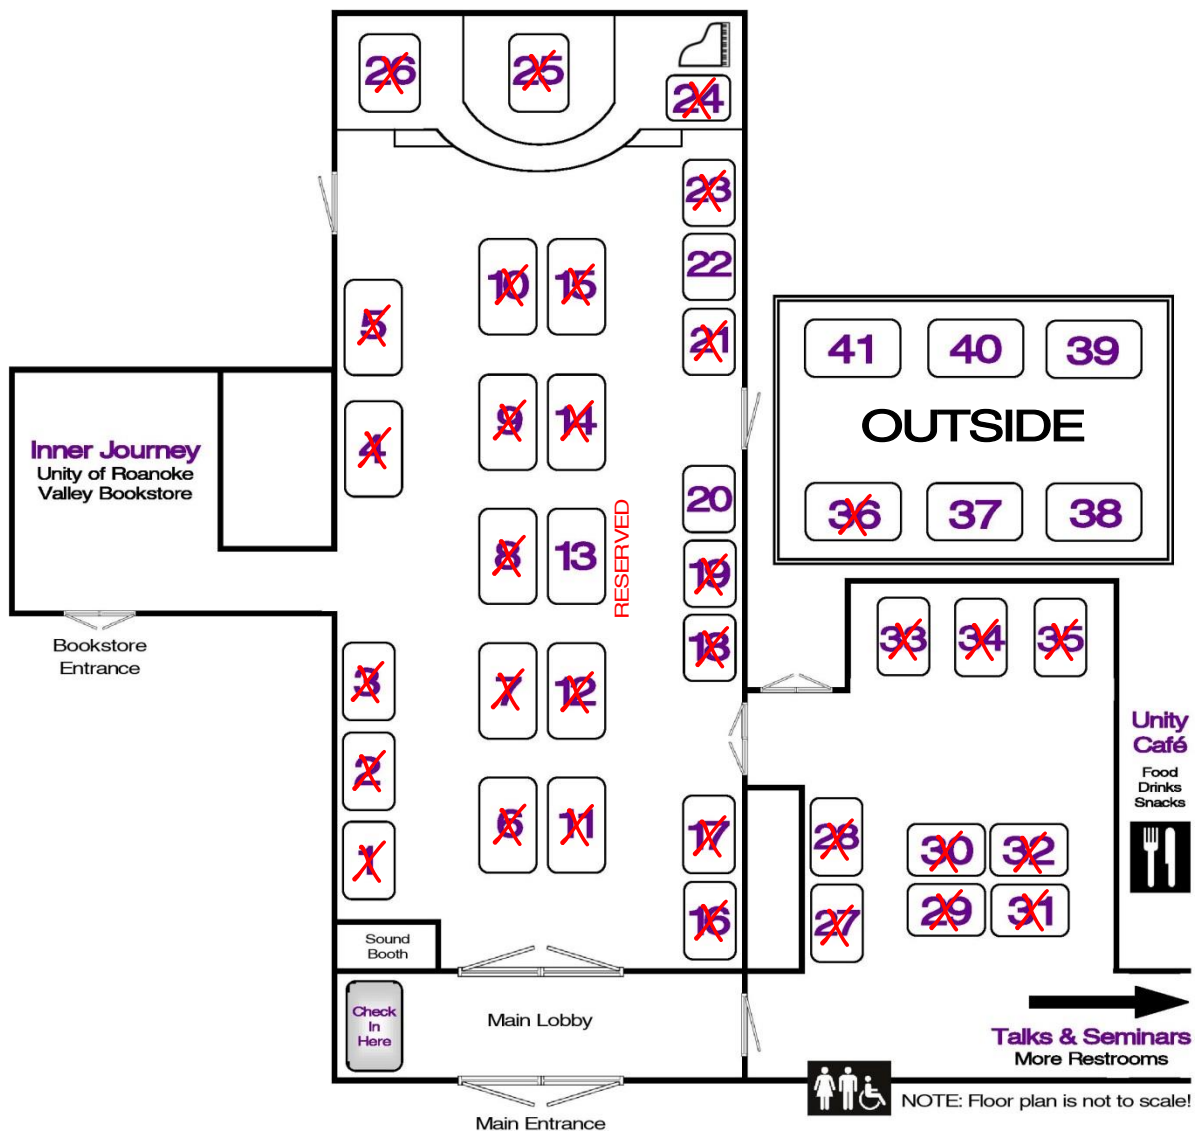 26
25
24
23
22
21
10
15
5
9
14
4
41
40
39
OUTSIDE
36
37
38
Inner Journey
Unity of Roanoke
Valley Bookstore
20
8
13
RESERVED
19
18
Bookstore
Entrance
3
7
12
33
34
35
2
Unity
Café
Food
Drinks
Snacks
6
11
17
28
30
32
1
16
27
29
31
Sound
Booth
Check
In
Here
Main Lobby
Talks & Seminars
More Restrooms
NOTE: Floor plan is not to scale!
Main Entrance